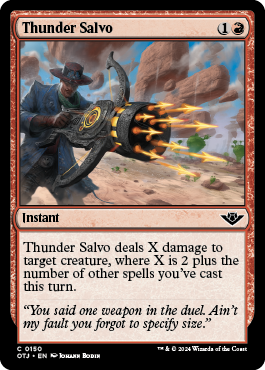 Thunder Salvo 1
Instant
Thunder Salvo deals X damage to
target creature, where X is 2 plus the
number of other spells you've cast
this turn.
"You said one weapon in the duel. Ain't
my fault you forgot to specify size."
C 0150
OTJ • EN Johann Bodin
™ & © 2024 Wizards of the Coast